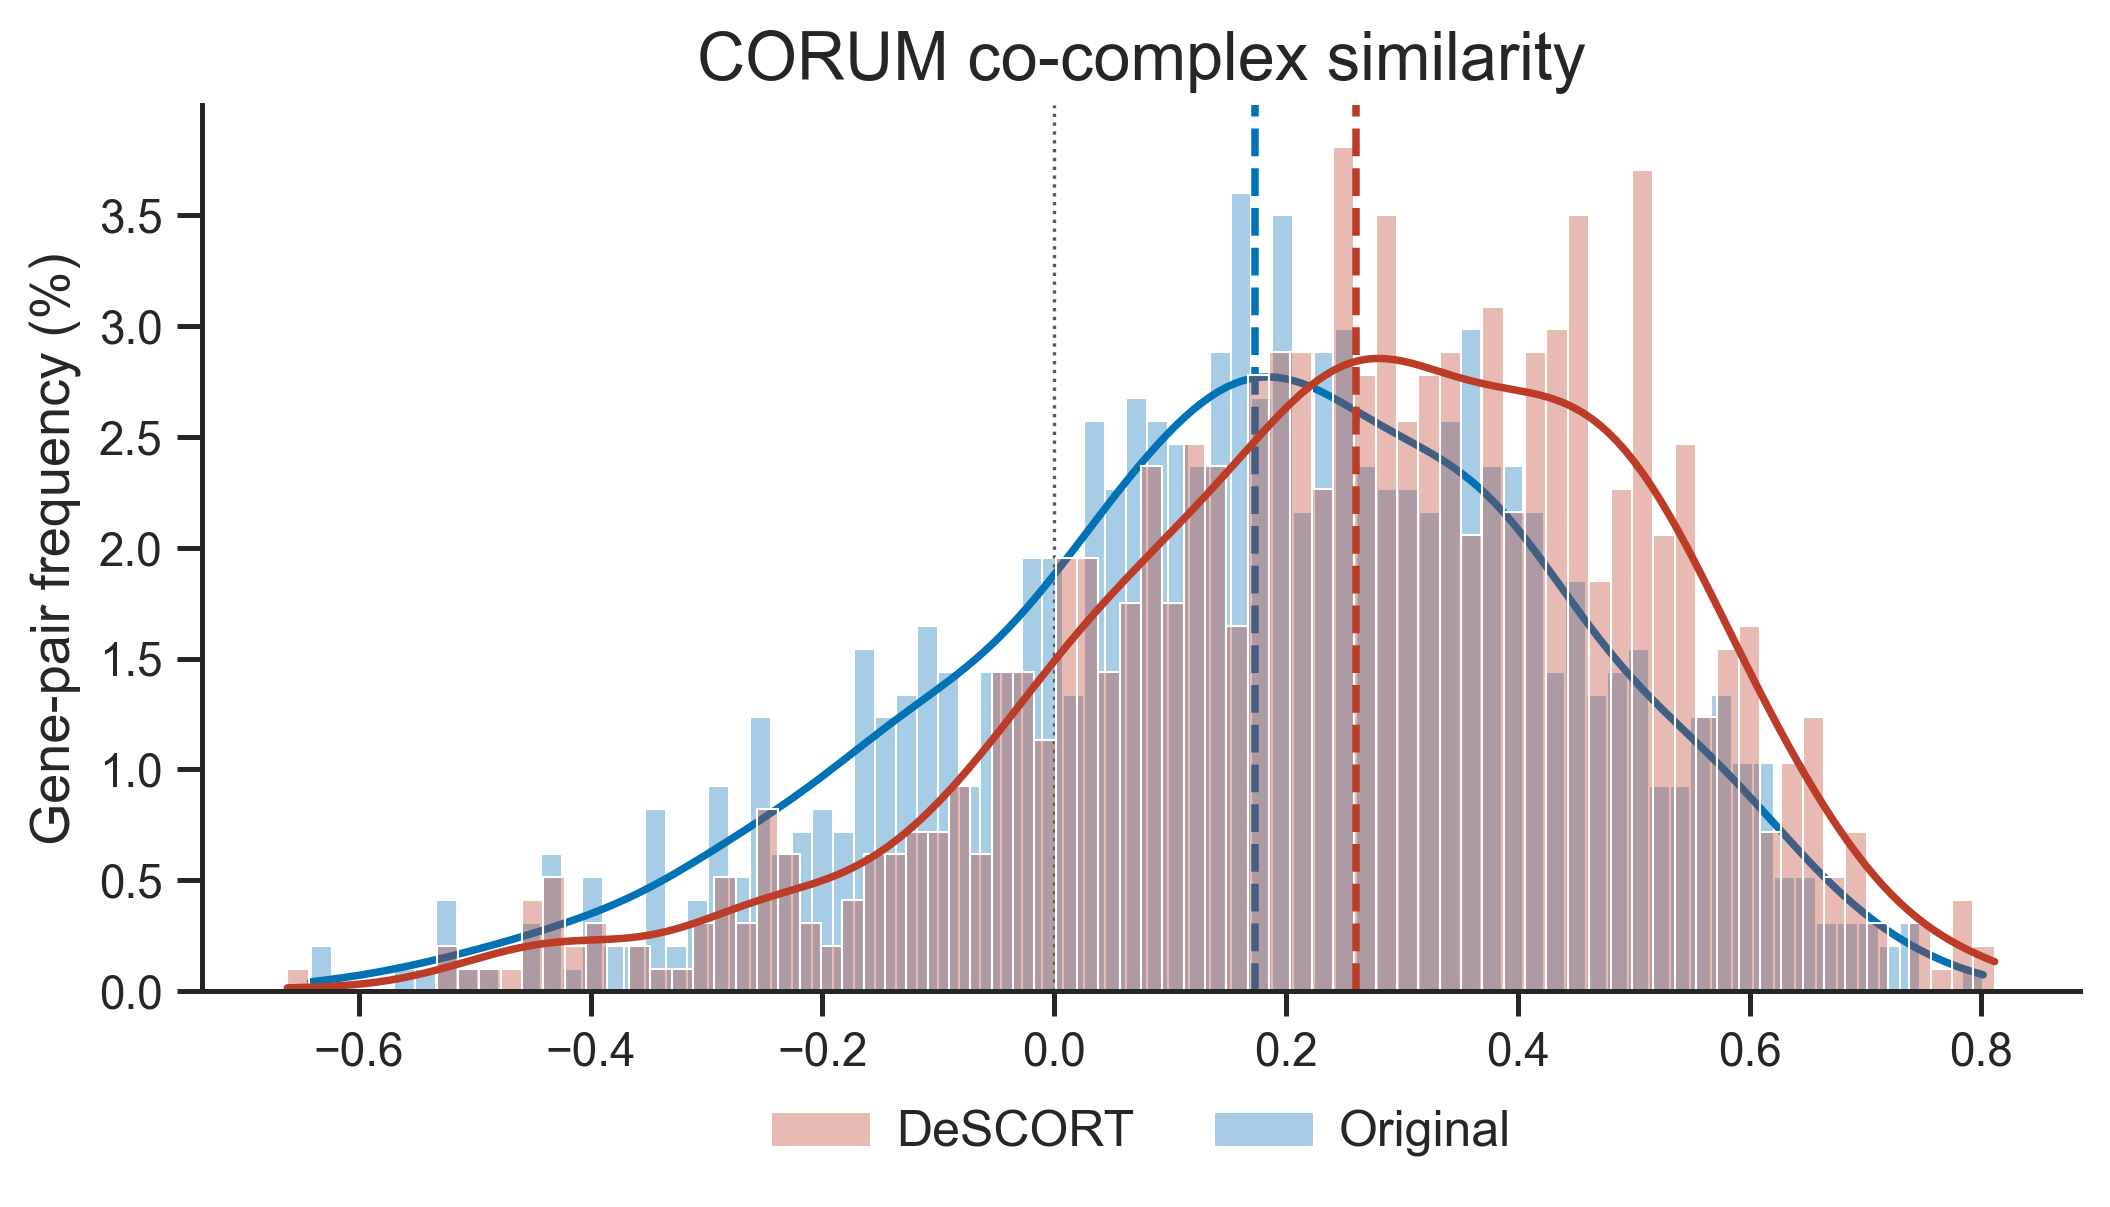 CORUM co-complex similarity
Gene-pair frequency (%)
3.5
3.0
2.5
2.0
1.5
1.0
0.5
0.0
−0.6 −0.4 −0.2 0.0 0.2 0.4 0.6 0.8
DeSCORT Original